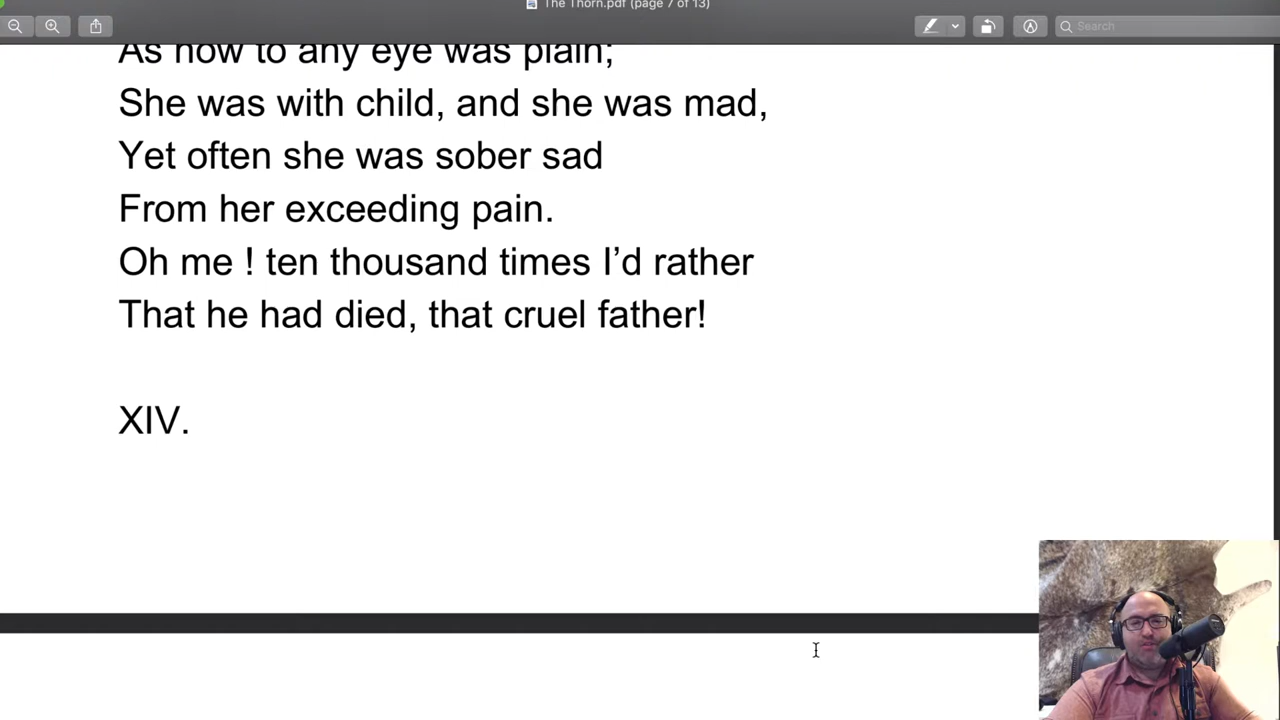 The Thorn.pdf (page 7 of 13)
Search
As now to any eye was plain;
She was with child, and she was mad,
Yet often she was sober sad
From her exceeding pain.
Oh me ! ten thousand times I’d rather
That he had died, that cruel father!
XIV.